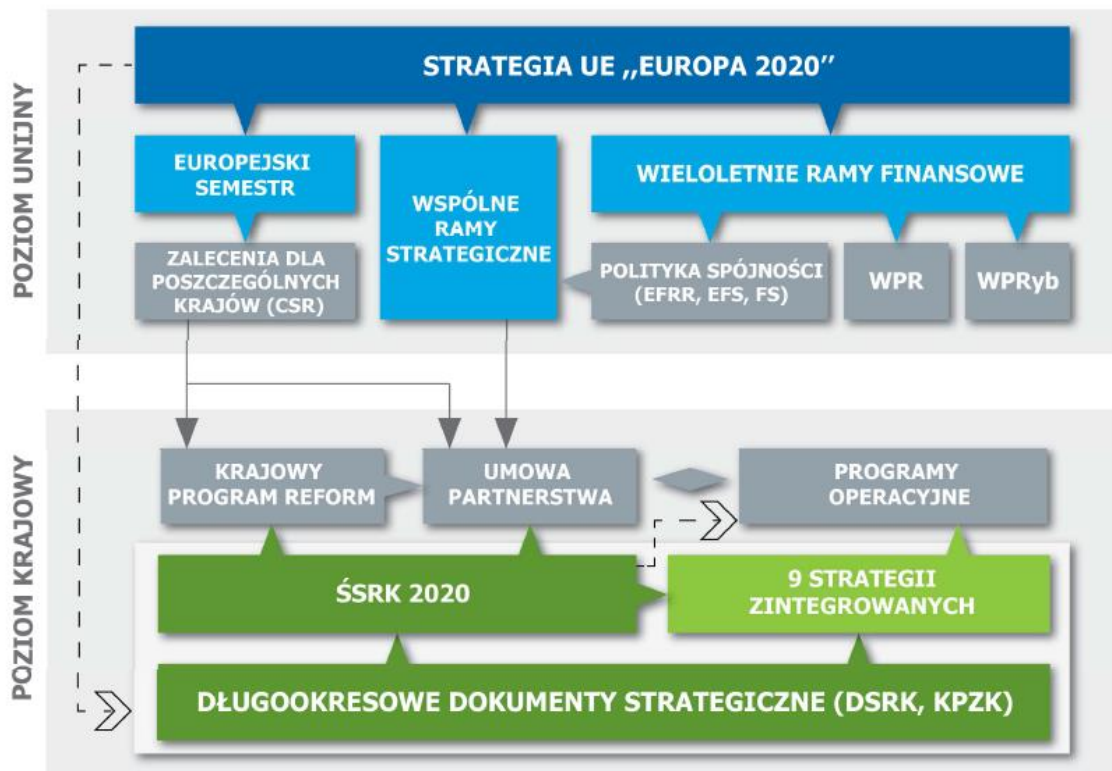 POZIOM UNIJNY
STRATEGIA UE „EUROPA 2020”
EUROPEJSKI
SEMESTR
WSPÓLNE
RAMY
STRATEGICZNE
WIELOLETNIE RAMY FINANSOWE
ZALECENIA DLA
POSZCZEGÓLNYCH
KRAJÓW (CSR)
POLITYKA SPÓJNOŚCI
(EFRR, EFS, FS)
WPR
WPRyb
POZIOM KRAJOWY
KRAJOWY
PROGRAM REFORM
UMOWA
PARTNERSTWA
PROGRAMY
OPERACYJNE
ŚSRK 2020
9 STRATEGII
ZINTEGROWANYCH
DŁUGOOKRESOWE DOKUMENTY STRATEGICZNE (DSRK, KPZK)